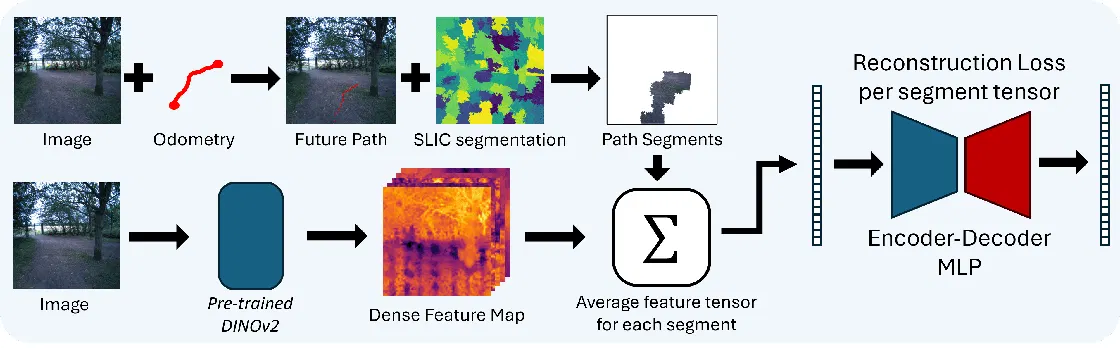 Image
Odometry
Future Path
SLIC segmentation
Path Segments
Reconstruction Loss
per segment tensor
Encoder-Decoder
MLP
Image
Pre-trained
DINOv2
Dense Feature Map
Σ
Average feature tensor
for each segment